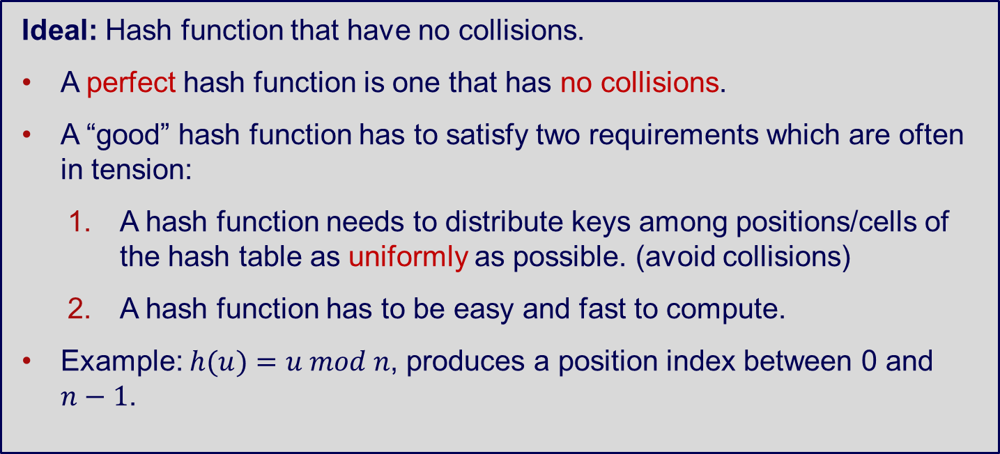 Ideal: Hash function that have no collisions.
• A perfect hash function is one that has no collisions.
• A “good” hash function has to satisfy two requirements which are often
in tension:
1. A hash function needs to distribute keys among positions/cells of
the hash table as uniformly as possible. (avoid collisions)
2. A hash function has to be easy and fast to compute.
• Example: ℎ(𝑢) = 𝑢 𝑚𝑜𝑑 𝑛, produces a position index between 0 and
𝑛 − 1.